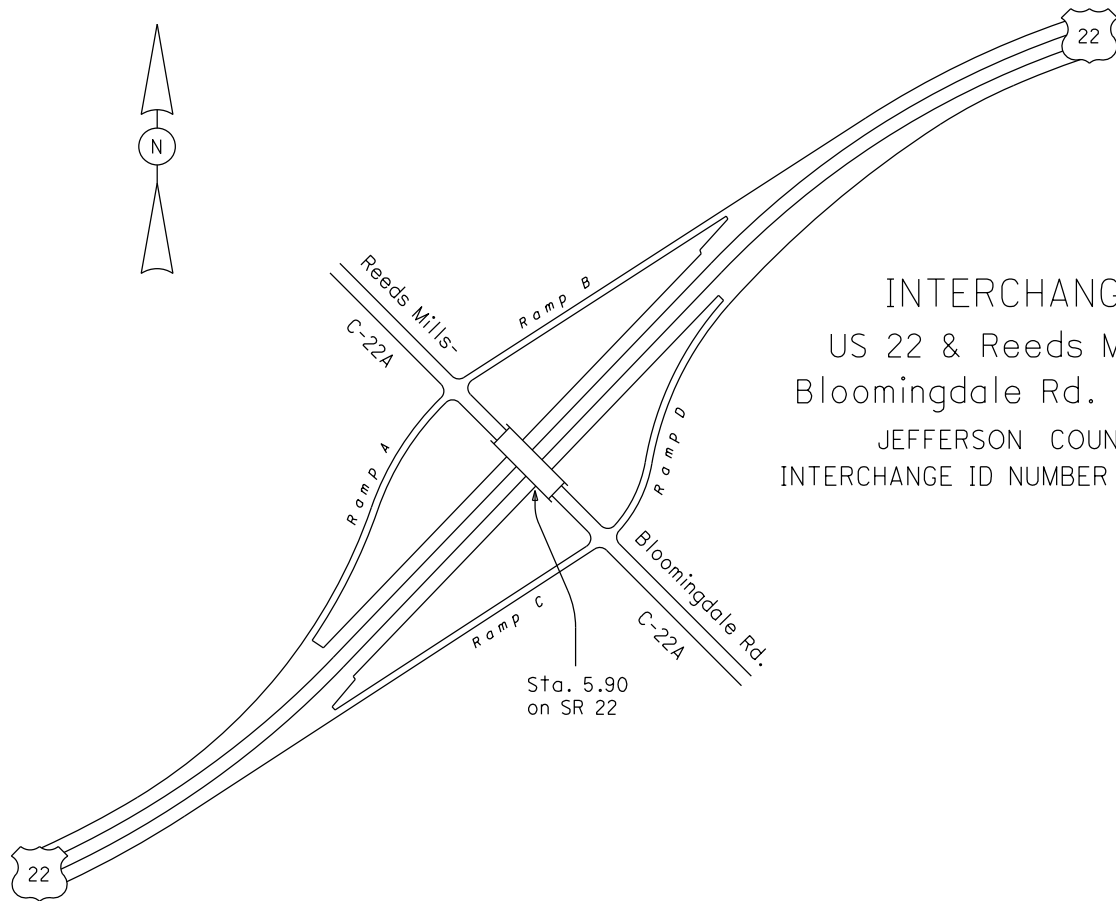 22
N
Reeds Mills-
C-22A
Ramp B
INTERCHANG
US 22 & Reeds M
Bloomingdale Rd.
JEFFERSON COUN
INTERCHANGE ID NUMBER
Ramp A
Ramp D
Bloomingdale Rd.
C-22A
Ramp C
Sta. 5.90
on SR 22
22